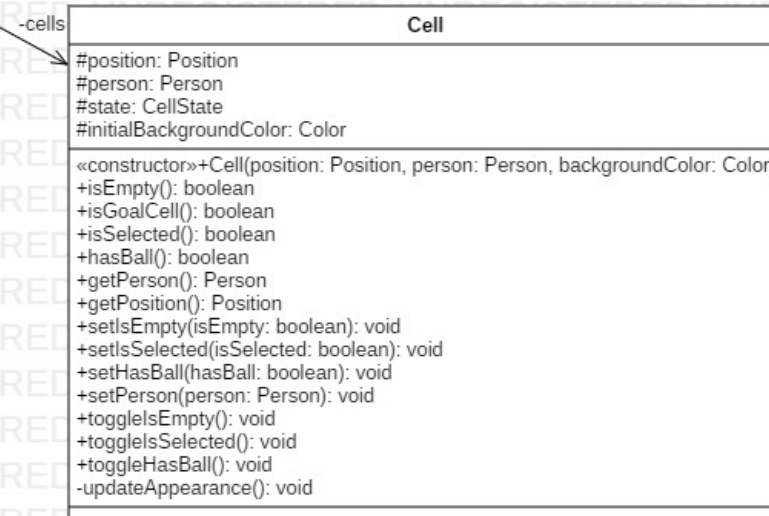 -cells
Cell
#position: Position
#person: Person
#state: CellState
#initialBackgroundColor: Color
«constructor»+Cell(position: Position, person: Person, backgroundColor: Color
+isEmpty(): boolean
+isGoalCell(): boolean
+isSelected(): boolean
+hasBall(): boolean
+getPerson(): Person
+getPosition(): Position
+setIsEmpty(isEmpty: boolean): void
+setIsSelected(isSelected: boolean): void
+setHasBall(hasBall: boolean): void
+setPerson(person: Person): void
+toggleIsEmpty(): void
+toggleIsSelected(): void
+toggleHasBall(): void
-updateAppearance(): void